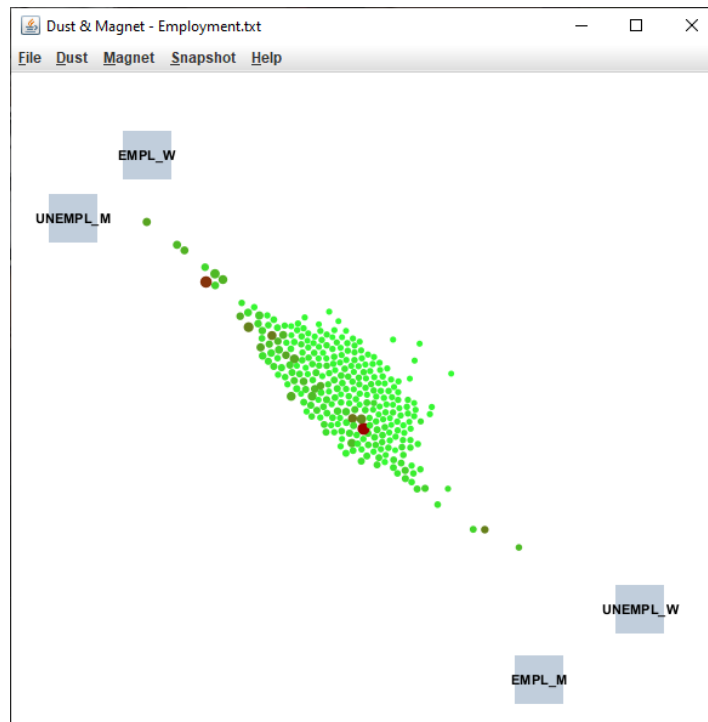 Dust & Magnet - Employment.txt
File Dust Magnet Snapshot Help
EMPL_W
UNEMPL_M
UNEMPL_W
EMPL_M